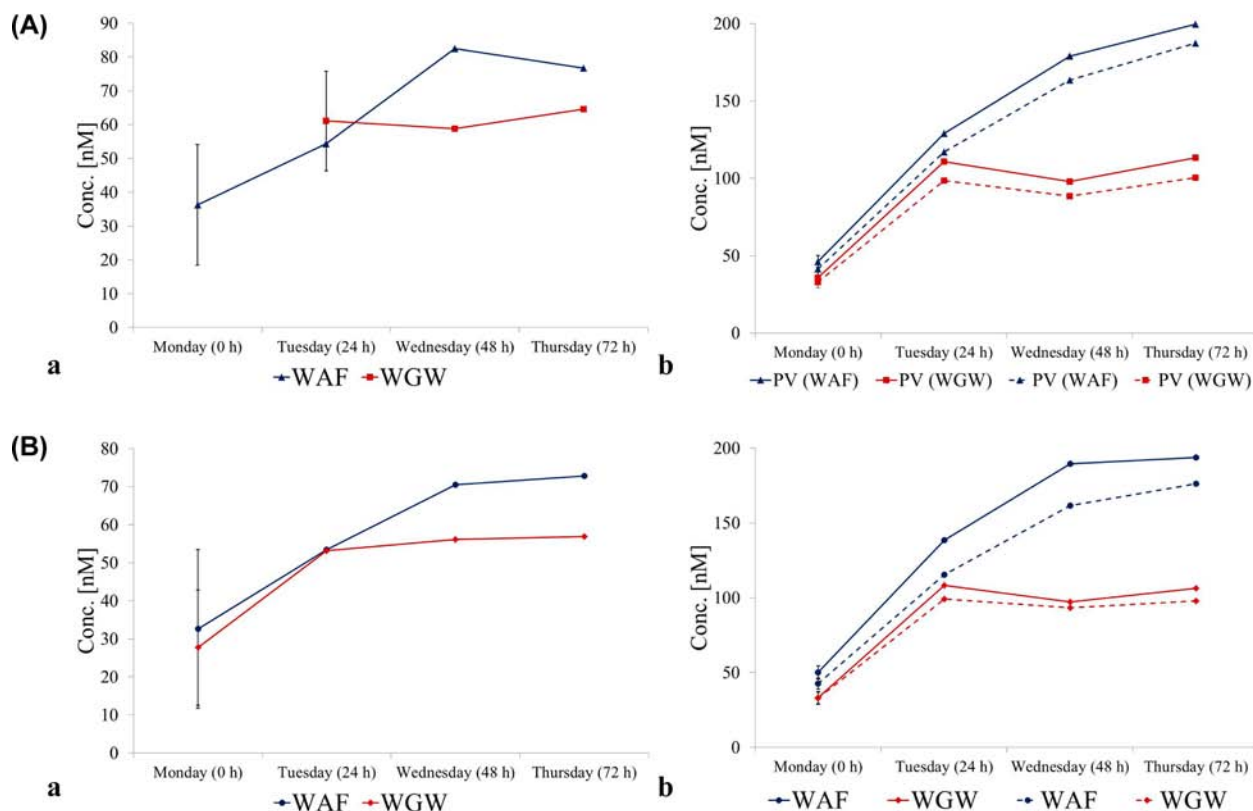 (A)
90
80
70
60
50
40
30
20
10
0
Conc. [nM]
Monday (0 h) Tuesday (24 h) Wednesday (48 h) Thursday (72 h)
a
WAF WGW
200
150
100
50
0
Conc. [nM]
Monday (0 h) Tuesday (24 h) Wednesday (48 h) Thursday (72 h)
b
PV (WAF) PV (WGW) PV (WAF) PV (WGW)
(B)
80
70
60
50
40
30
20
10
0
Conc. [nM]
Monday (0 h) Tuesday (24 h) Wednesday (48 h) Thursday (72 h)
a
WAF WGW
200
150
100
50
0
Conc. [nM]
Monday (0 h) Tuesday (24 h) Wednesday (48 h) Thursday (72 h)
b
WAF WGW WAF WGW